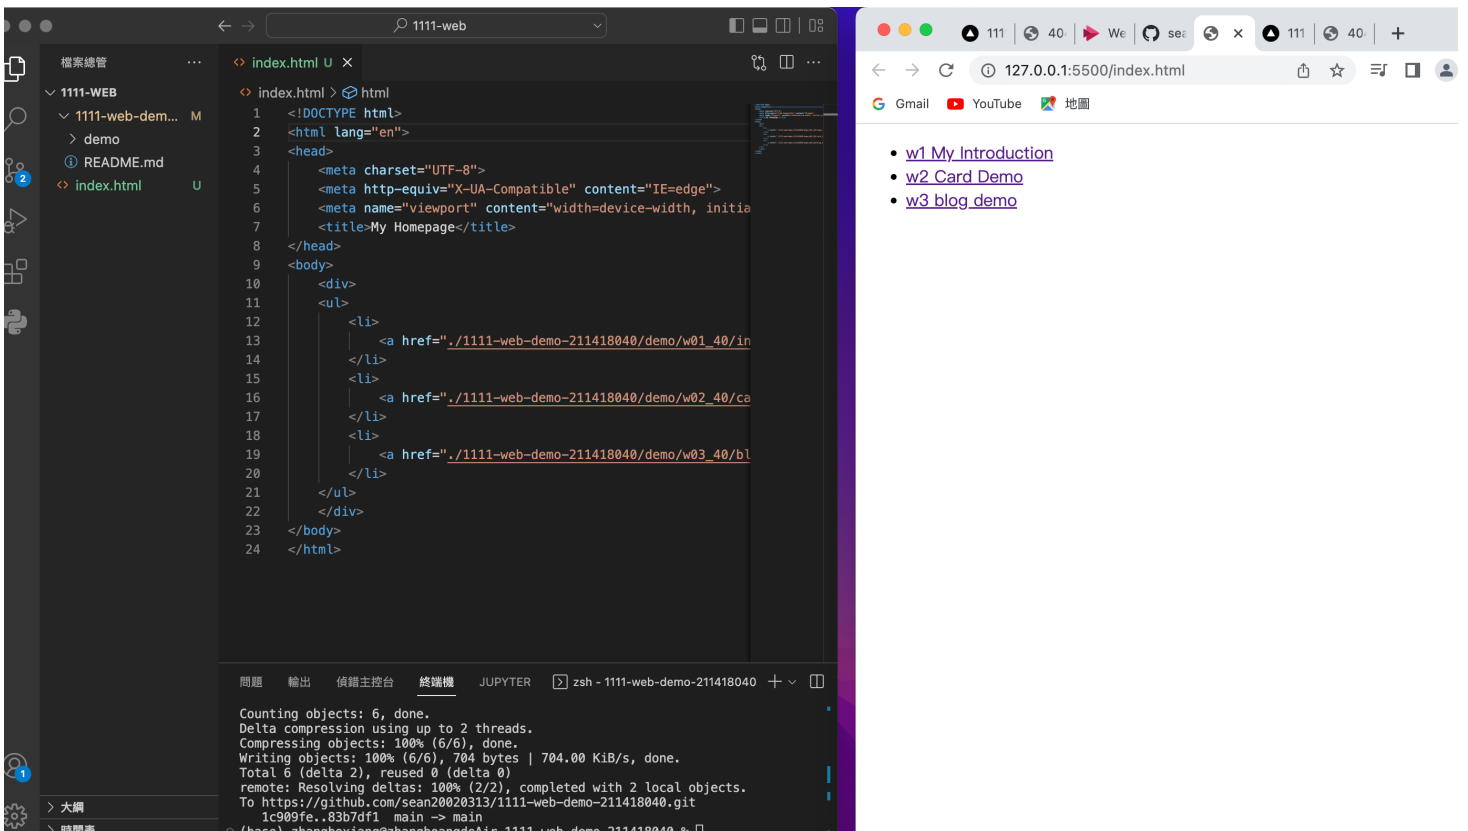 1111-web
檔案總管
1111-WEB
1111-web-dem... M
demo
README.md
index.html U
2
1
大綱
index.html U
index.html > html
1 <!DOCTYPE html>
2 <html lang="en">
3 <head>
4 <meta charset="UTF-8">
5 <meta http-equiv="X-UA-Compatible" content="IE=edge">
6 <meta name="viewport" content="width=device-width, initia
7 <title>My Homepage</title>
8 </head>
9 <body>
10 <div>
11 <ul>
12 <li>
13 <a href="./1111-web-demo-211418040/demo/w01_40/in
14 </li>
15 <li>
16 <a href="./1111-web-demo-211418040/demo/w02_40/ca
17 </li>
18 <li>
19 <a href="./1111-web-demo-211418040/demo/w03_40/bl
20 </li>
21 </ul>
22 </div>
23 </body>
24 </html>
問題 輸出 偵錯主控台 終端機 JUPYTER zsh - 1111-web-demo-211418040
Counting objects: 6, done.
Delta compression using up to 2 threads.
Compressing objects: 100% (6/6), done.
Writing objects: 100% (6/6), 704 bytes | 704.00 KiB/s, done.
Total 6 (delta 2), reused 0 (delta 0)
remote: Resolving deltas: 100% (2/2), completed with 2 local objects.
To https://github.com/sean20020313/1111-web-demo-211418040.git
1c909fe..83b7df1 main -> main
111 40 We sea 111 40
127.0.0.1:5500/index.html
Gmail YouTube 地圖
w1 My Introduction
w2 Card Demo
w3 blog demo